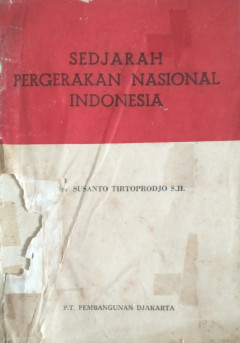 SEDJARAH
PERGERAKAN NASIONAL
INDONESIA
SUSANTO TIRTOPRODJO S.H.
P.T. PEMBANGUNAN DJAKARTA